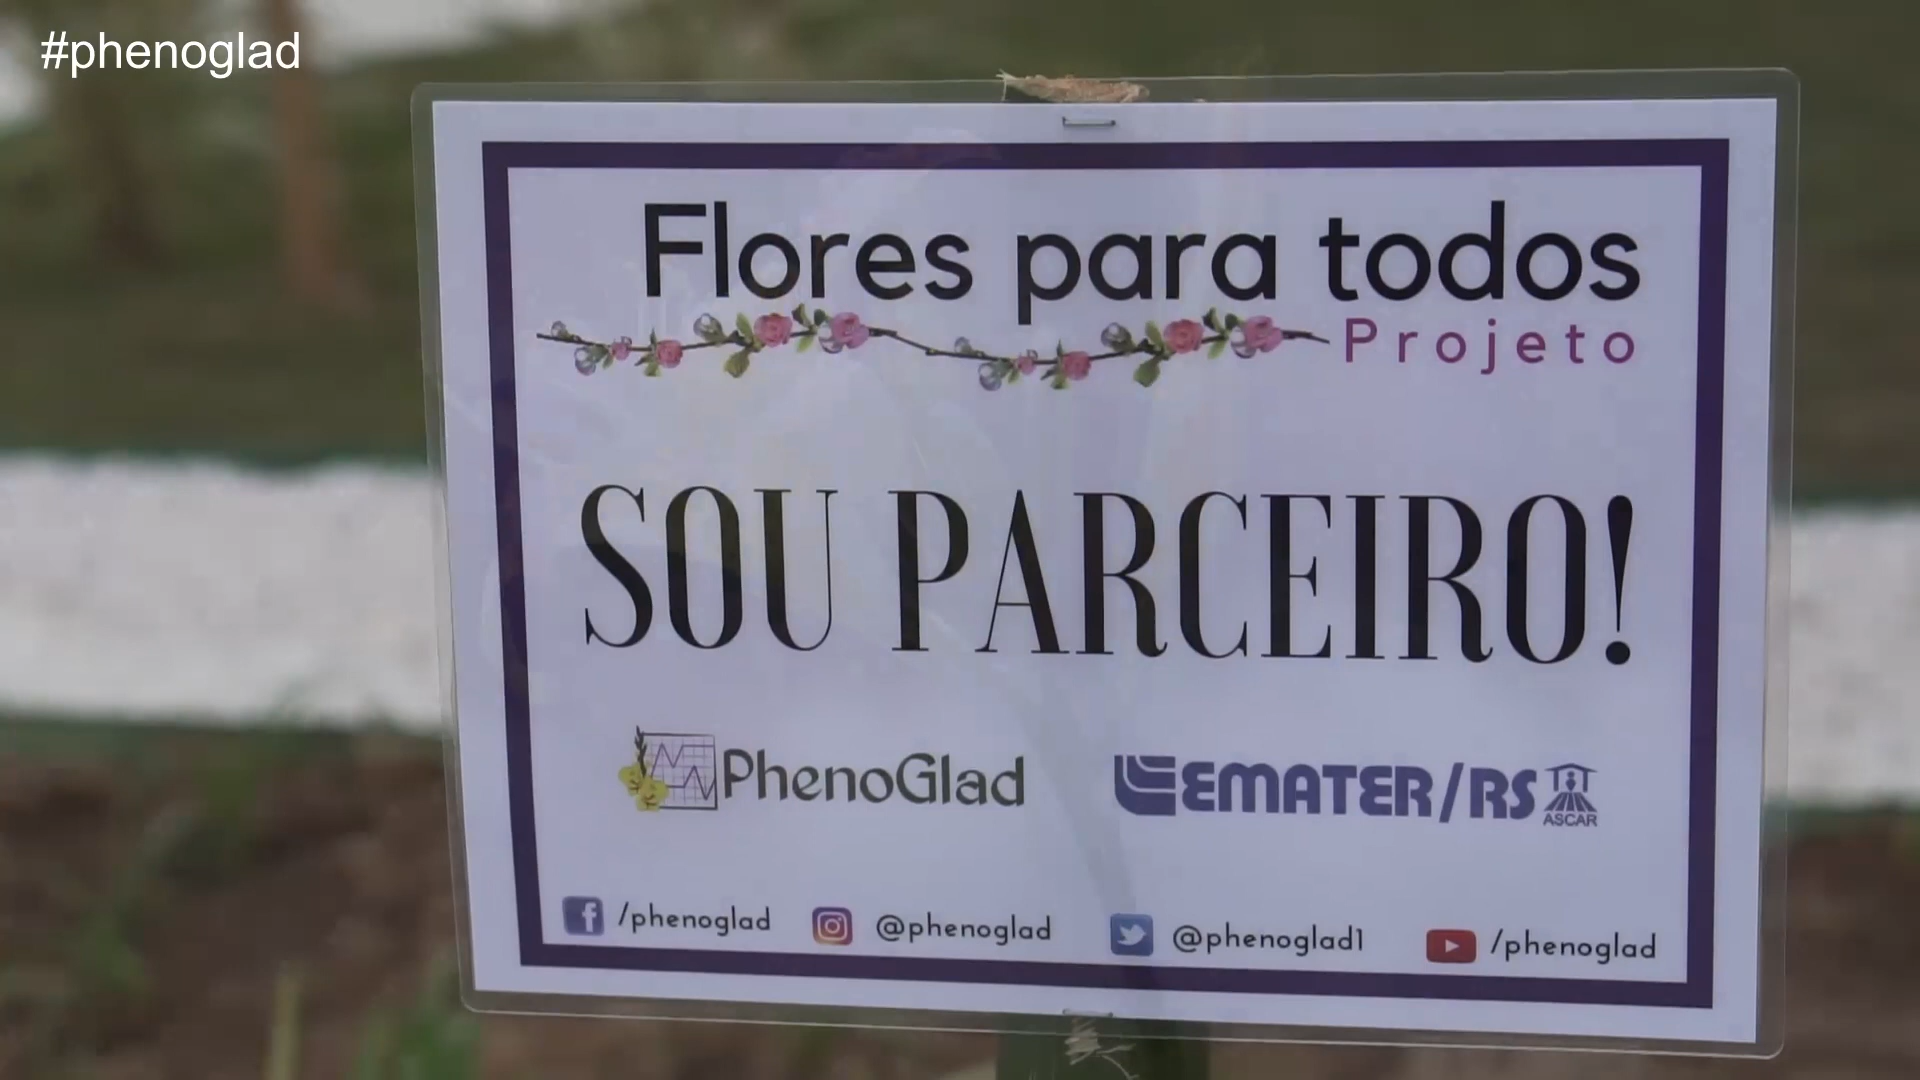 #phenoglad
Flores para todos
Projeto
SOU PARCEIRO!
PhenoGlad EMATER/RS ASCAR
/phenoglad @phenoglad @phenoglad1 /phenoglad